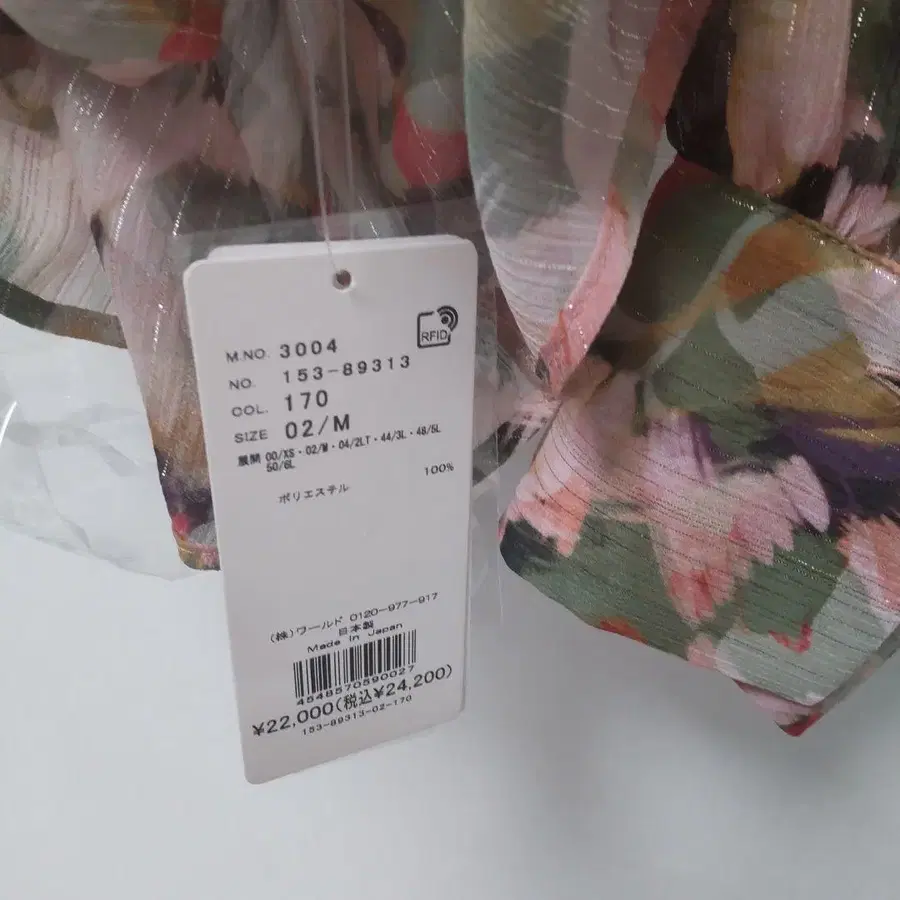 RFID
M.NO. 3004
NO. 153-89313
COL. 170
SIZE 02/M
展開 00/XS・02/M・04/2LT・44/3L・48/5L
50/6L
ポリエステル 100%
(株)ワールド 0120-977-917
日本製
Made In Japan
4548570590027
¥22,000(税込¥24,200)
153-89313-02-170